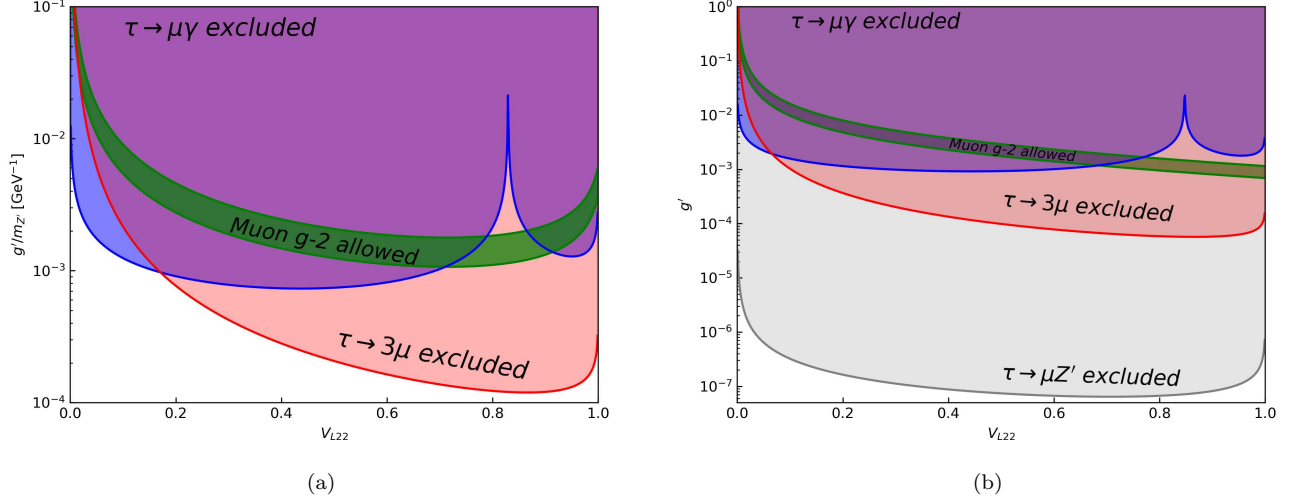 τ→μγ excluded
Muon g-2 allowed
τ→3μ excluded
10⁻¹
10⁻²
10⁻³
10⁻⁴
g′/m_Z′ [GeV⁻¹]
0.0 0.2 0.4 0.6 0.8 1.0
V_L22
(a)
τ→μγ excluded
Muon g-2 allowed
τ→3μ excluded
τ→μZ′ excluded
10⁰
10⁻¹
10⁻²
10⁻³
10⁻⁴
10⁻⁵
10⁻⁶
10⁻⁷
g′
0.0 0.2 0.4 0.6 0.8 1.0
V_L22
(b)